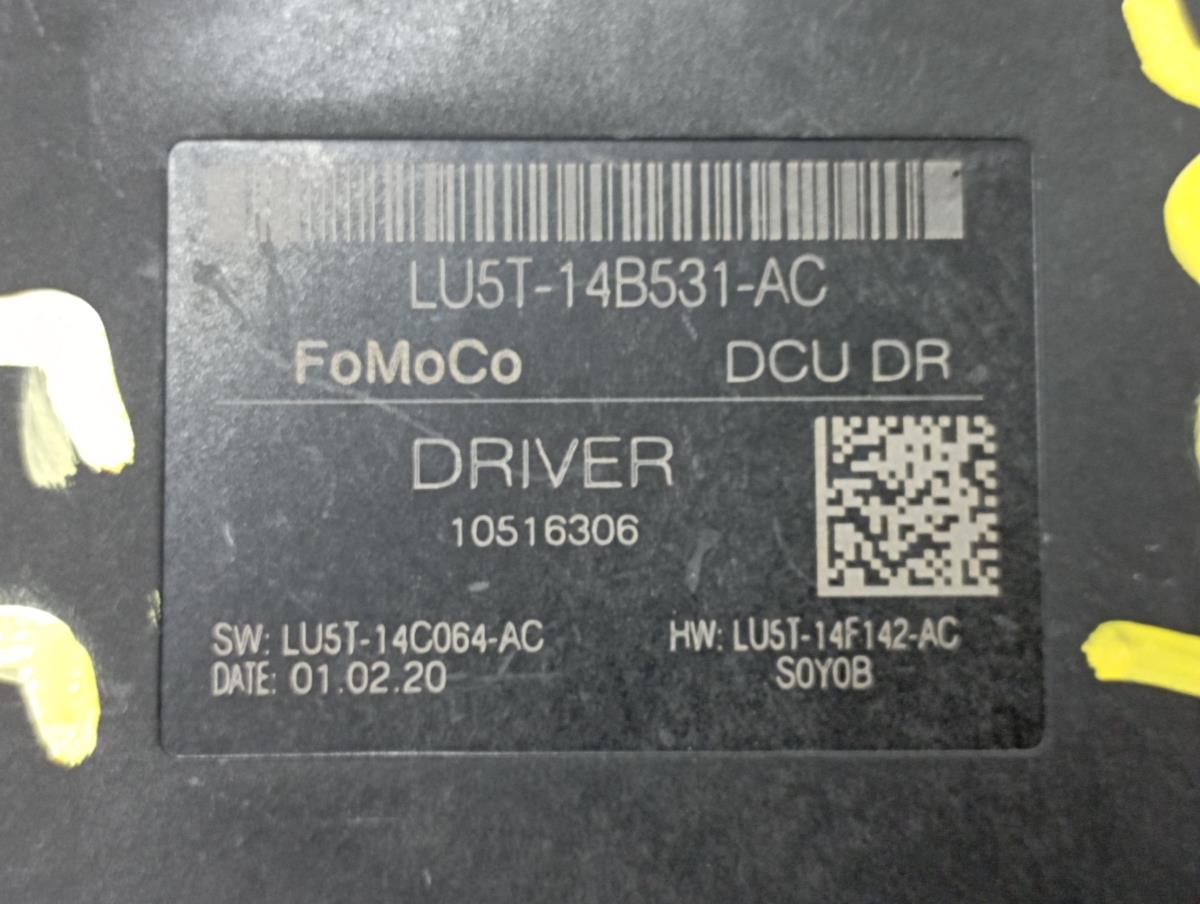 LU5T-14B531-AC
FoMoCo DCU DR
DRIVER
10516306
SW: LU5T-14C064-AC HW: LU5T-14F142-AC
DATE: 01.02.20 S0Y0B